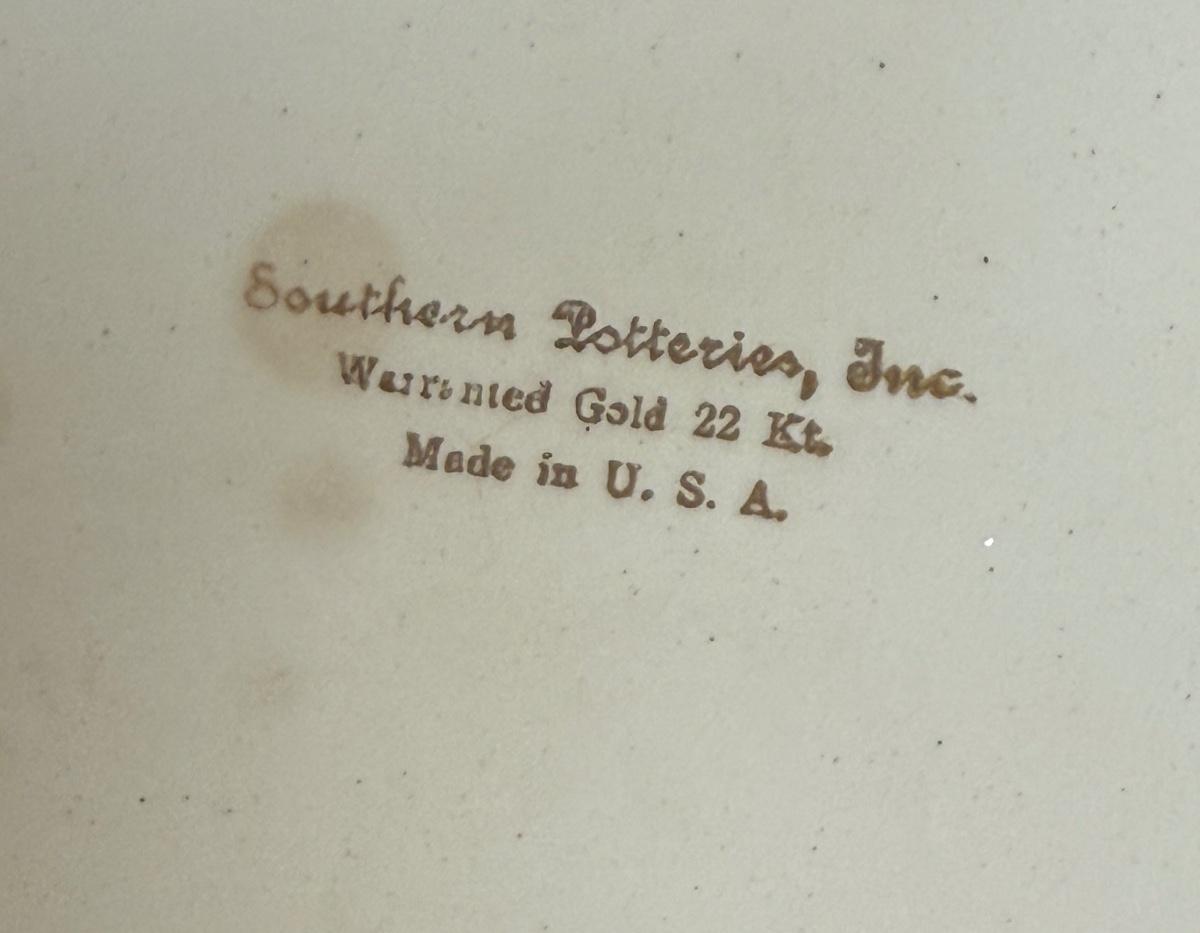 Southern Potteries, Inc.
Warranted Gold 22 Kt.
Made in U. S. A.